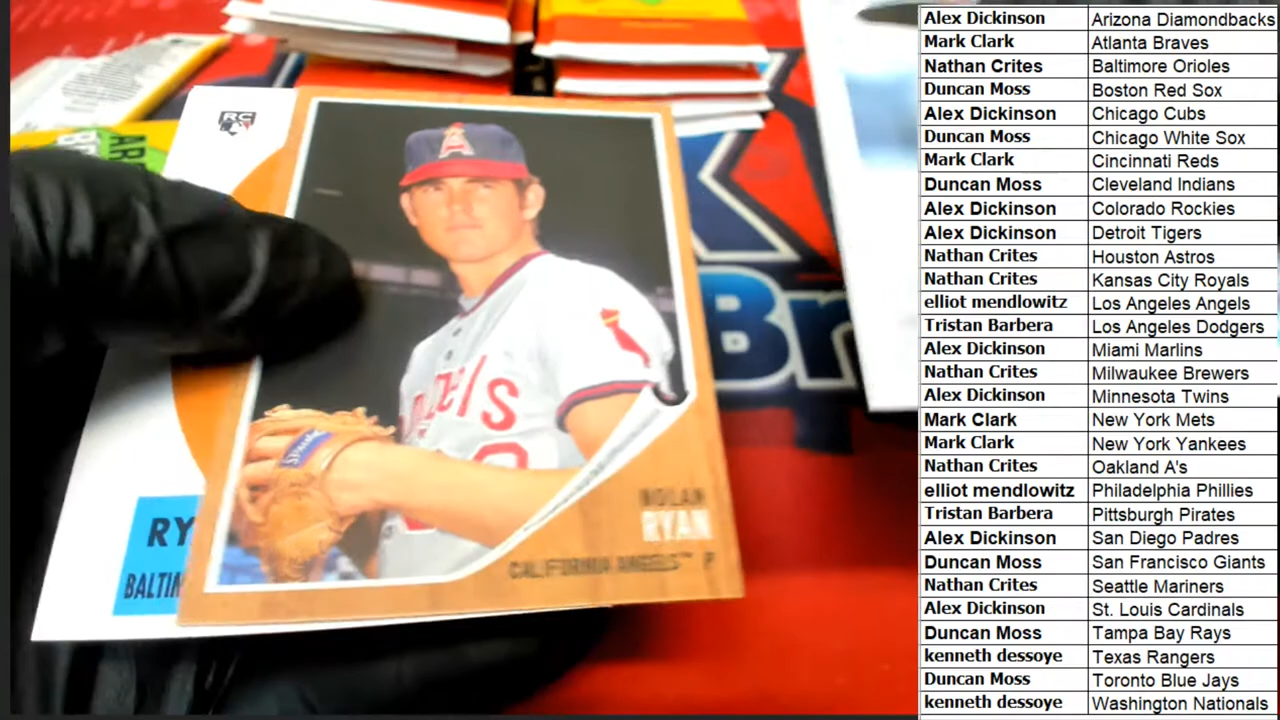 RC
AR
SPALDING
Angels
NOLAN
RYAN
CALIFORNIA ANGELS™ P
RY
BALTIM
Br
Alex Dickinson Arizona Diamondbacks
Mark Clark Atlanta Braves
Nathan Crites Baltimore Orioles
Duncan Moss Boston Red Sox
Alex Dickinson Chicago Cubs
Duncan Moss Chicago White Sox
Mark Clark Cincinnati Reds
Duncan Moss Cleveland Indians
Alex Dickinson Colorado Rockies
Alex Dickinson Detroit Tigers
Nathan Crites Houston Astros
Nathan Crites Kansas City Royals
elliot mendlowitz Los Angeles Angels
Tristan Barbera Los Angeles Dodgers
Alex Dickinson Miami Marlins
Nathan Crites Milwaukee Brewers
Alex Dickinson Minnesota Twins
Mark Clark New York Mets
Mark Clark New York Yankees
Nathan Crites Oakland A's
elliot mendlowitz Philadelphia Phillies
Tristan Barbera Pittsburgh Pirates
Alex Dickinson San Diego Padres
Duncan Moss San Francisco Giants
Nathan Crites Seattle Mariners
Alex Dickinson St. Louis Cardinals
Duncan Moss Tampa Bay Rays
kenneth dessoye Texas Rangers
Duncan Moss Toronto Blue Jays
kenneth dessoye Washington Nationals